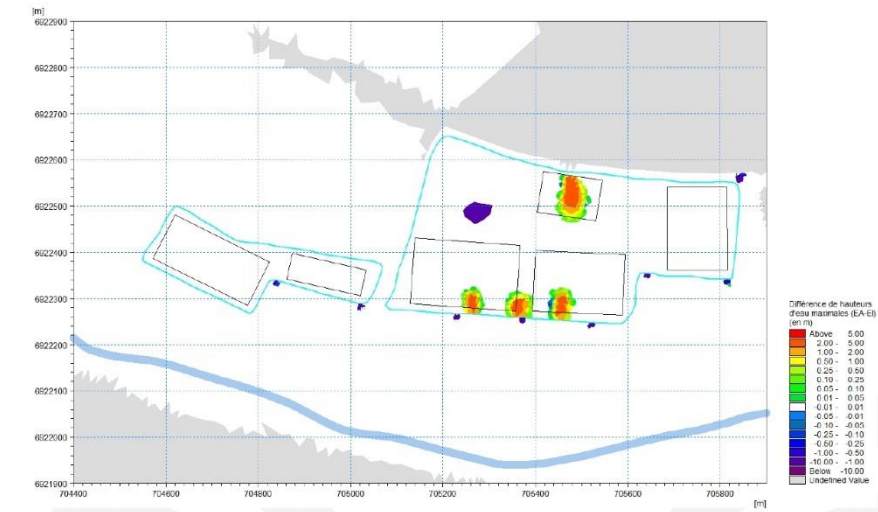 [m]
6922900
6922800
6922700
6922600
6922500
6922400
6922300
6922200
6922100
6922000
6921900
704400
704600
704800
705000
705200
705400
705600
705800
[m]
Différence de hauteurs
d'eau maximales (EA-EI)
(en m)
Above 5.00
2.00 - 5.00
1.00 - 2.00
0.50 - 1.00
0.25 - 0.50
0.10 - 0.25
0.05 - 0.10
0.01 - 0.05
-0.01 - 0.01
-0.05 - -0.01
-0.10 - -0.05
-0.25 - -0.10
-0.50 - -0.25
-1.00 - -0.50
-10.00 - -1.00
Below -10.00
Undefined Value